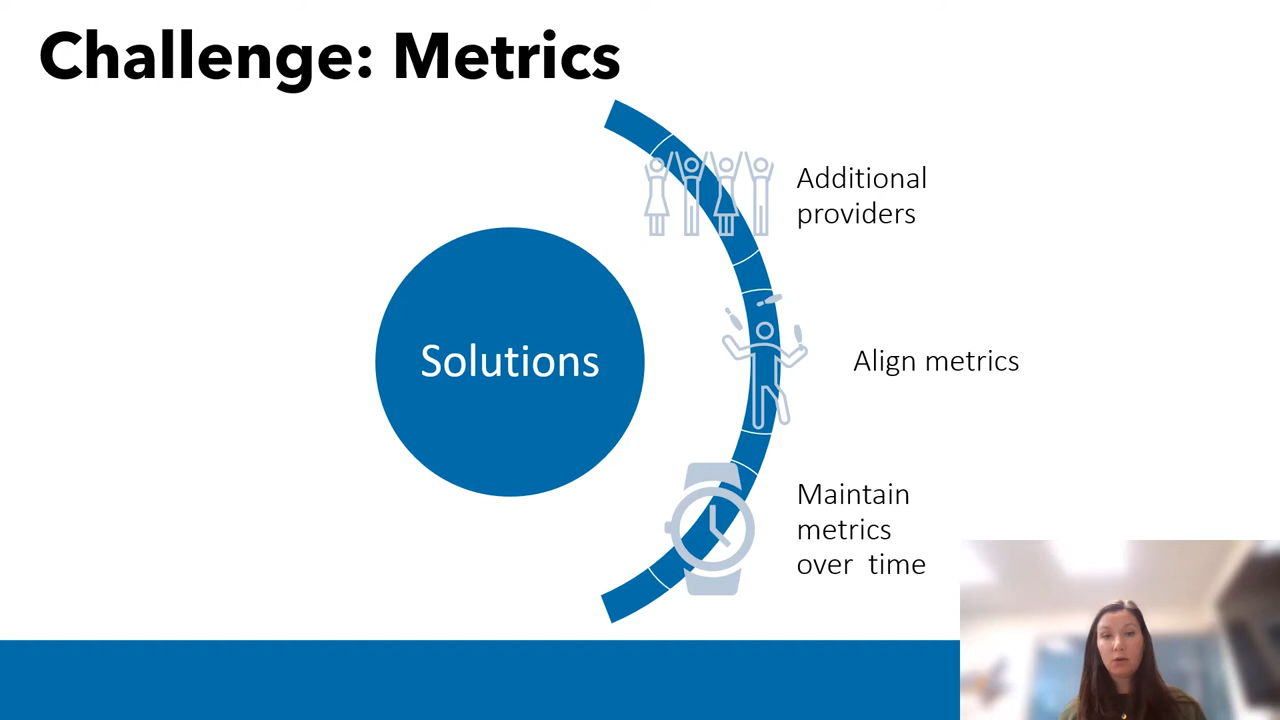 Challenge: Metrics
Additional
providers
Solutions
Align metrics
Maintain
metrics
over time